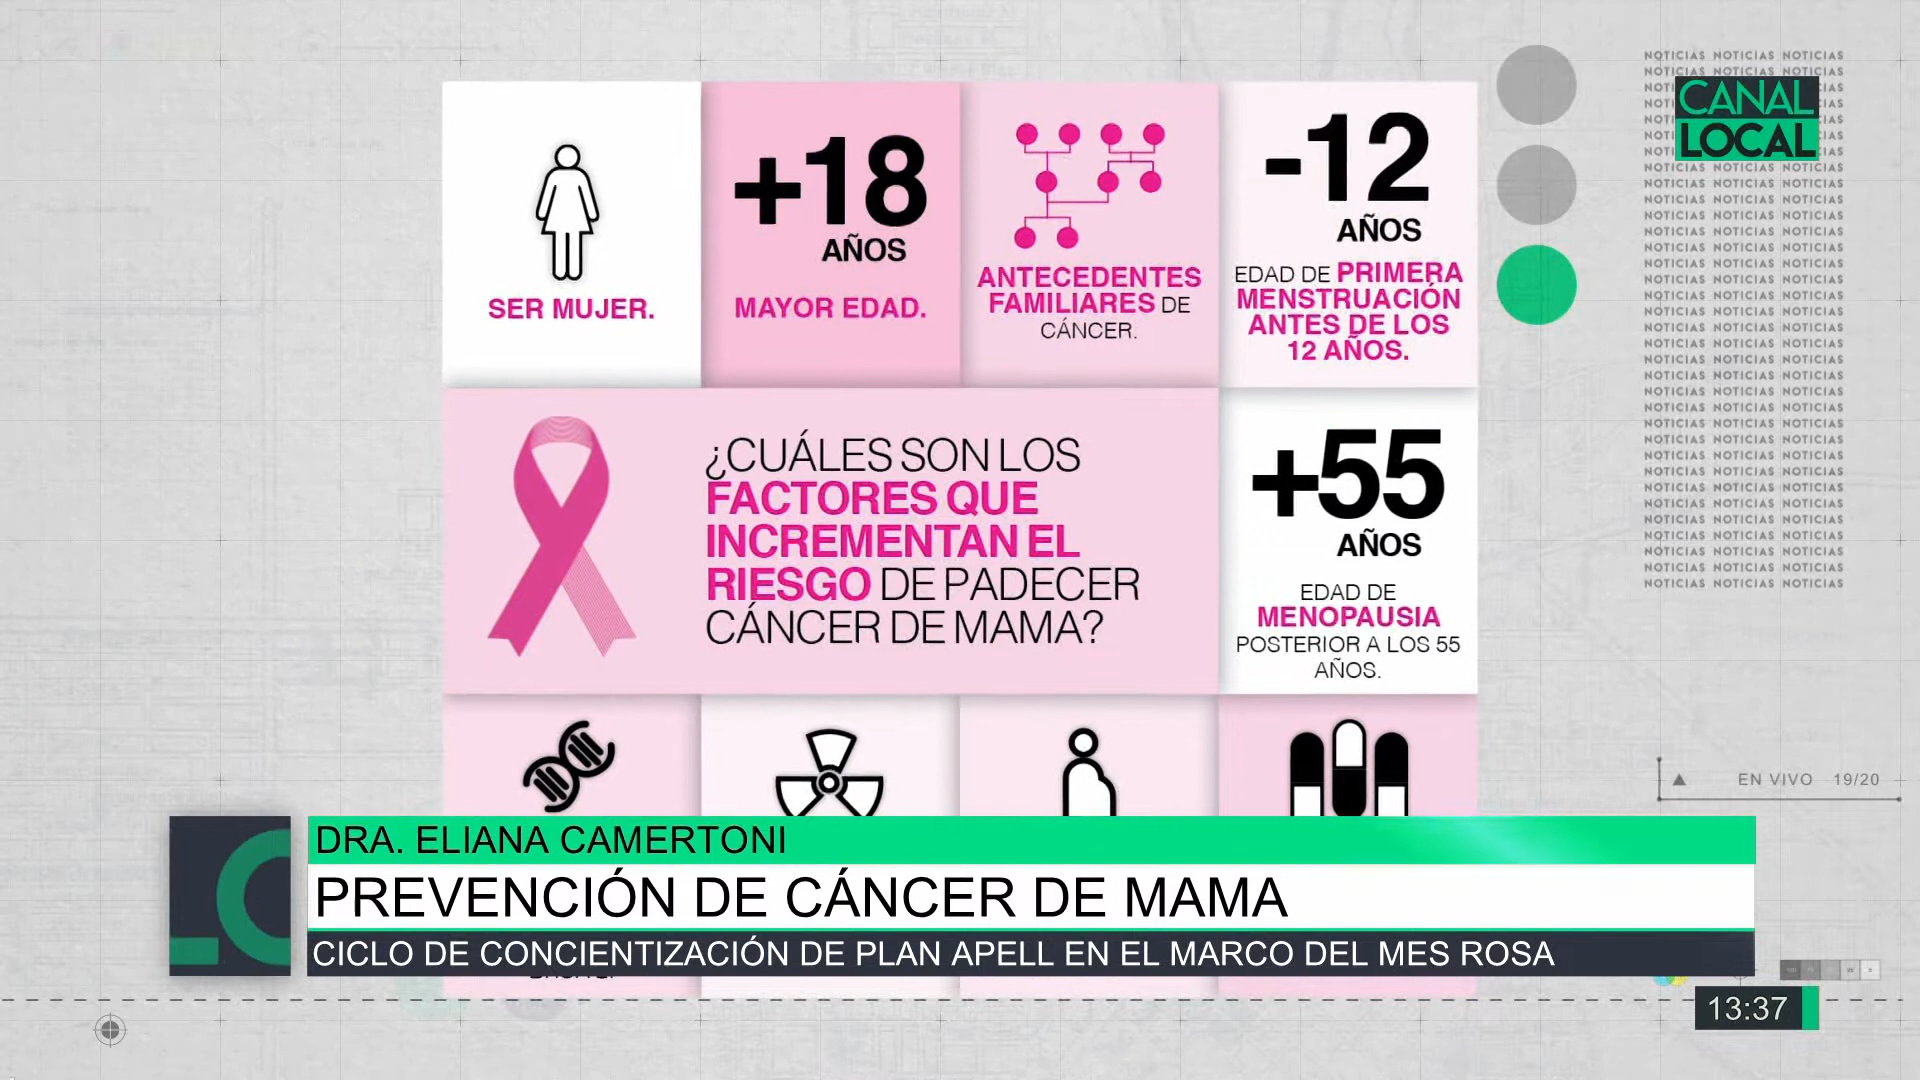 NOTICIAS NOTICIAS NOTICIAS
CANAL
LOCAL
SER MUJER.
+18
AÑOS
MAYOR EDAD.
ANTECEDENTES
FAMILIARES DE
CÁNCER.
-12
AÑOS
EDAD DE PRIMERA
MENSTRUACIÓN
ANTES DE LOS
12 AÑOS.
¿CUÁLES SON LOS
FACTORES QUE
INCREMENTAN EL
RIESGO DE PADECER
CÁNCER DE MAMA?
+55
AÑOS
EDAD DE
MENOPAUSIA
POSTERIOR A LOS 55
AÑOS.
EN VIVO 19/20
DRA. ELIANA CAMERTONI
PREVENCIÓN DE CÁNCER DE MAMA
CICLO DE CONCIENTIZACIÓN DE PLAN APELL EN EL MARCO DEL MES ROSA
13:37